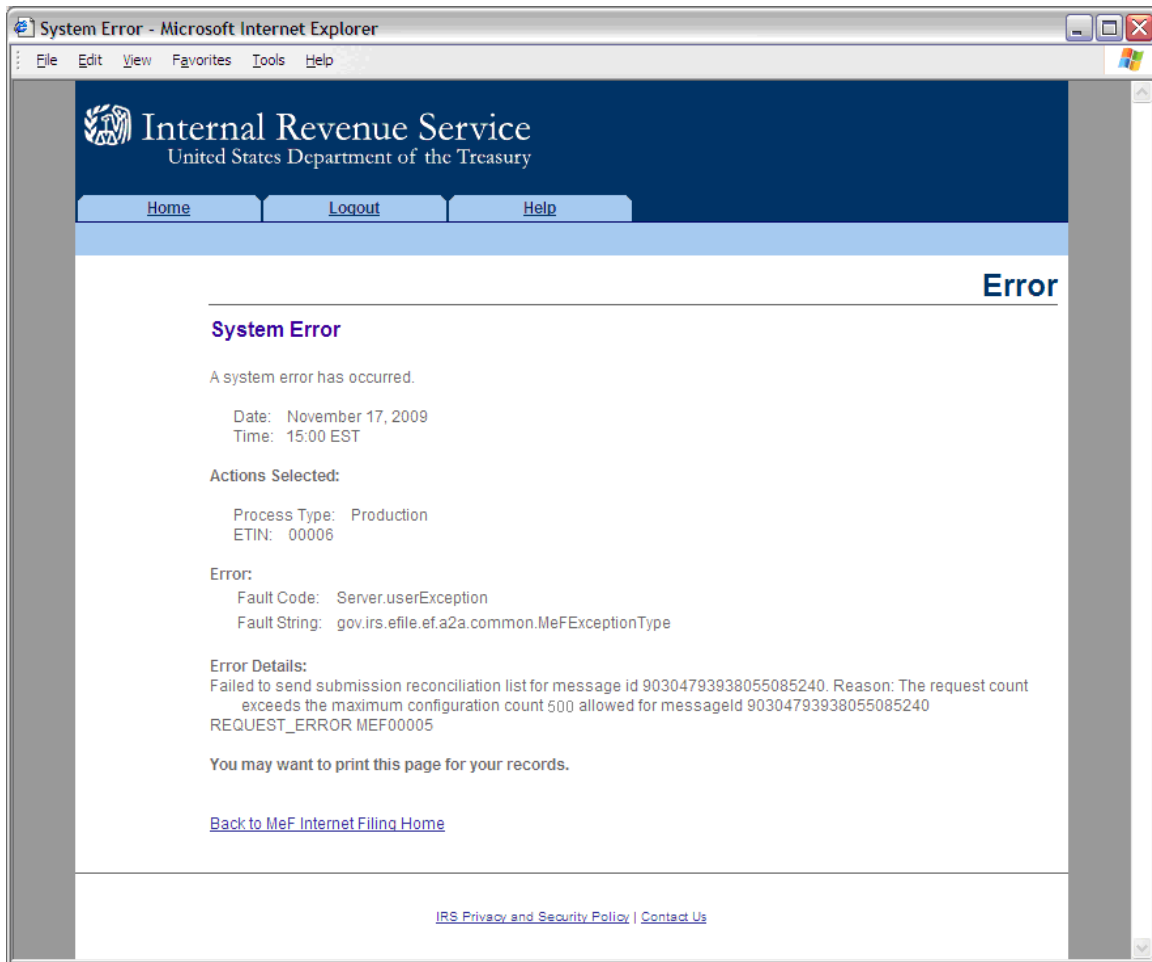 System Error - Microsoft Internet Explorer
File Edit View Favorites Tools Help
Internal Revenue Service
United States Department of the Treasury
Home Logout Help
Error
System Error
A system error has occurred.
Date: November 17, 2009
Time: 15:00 EST
Actions Selected:
Process Type: Production
ETIN: 00006
Error:
Fault Code: Server.userException
Fault String: gov.irs.efile.ef.a2a.common.MeFExceptionType
Error Details:
Failed to send submission reconciliation list for message id 90304793938055085240. Reason: The request count
exceeds the maximum configuration count 500 allowed for messageId 90304793938055085240
REQUEST_ERROR MEF00005
You may want to print this page for your records.
Back to MeF Internet Filing Home
IRS Privacy and Security Policy | Contact Us